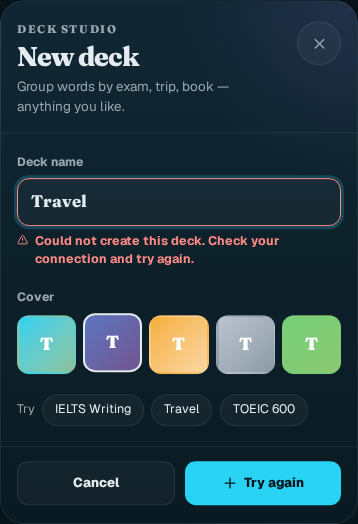 DECK STUDIO
New deck
Group words by exam, trip, book —
anything you like.
Deck name
Travel
Could not create this deck. Check your
connection and try again.
Cover
T T T T T
Try IELTS Writing Travel TOEIC 600
Cancel + Try again